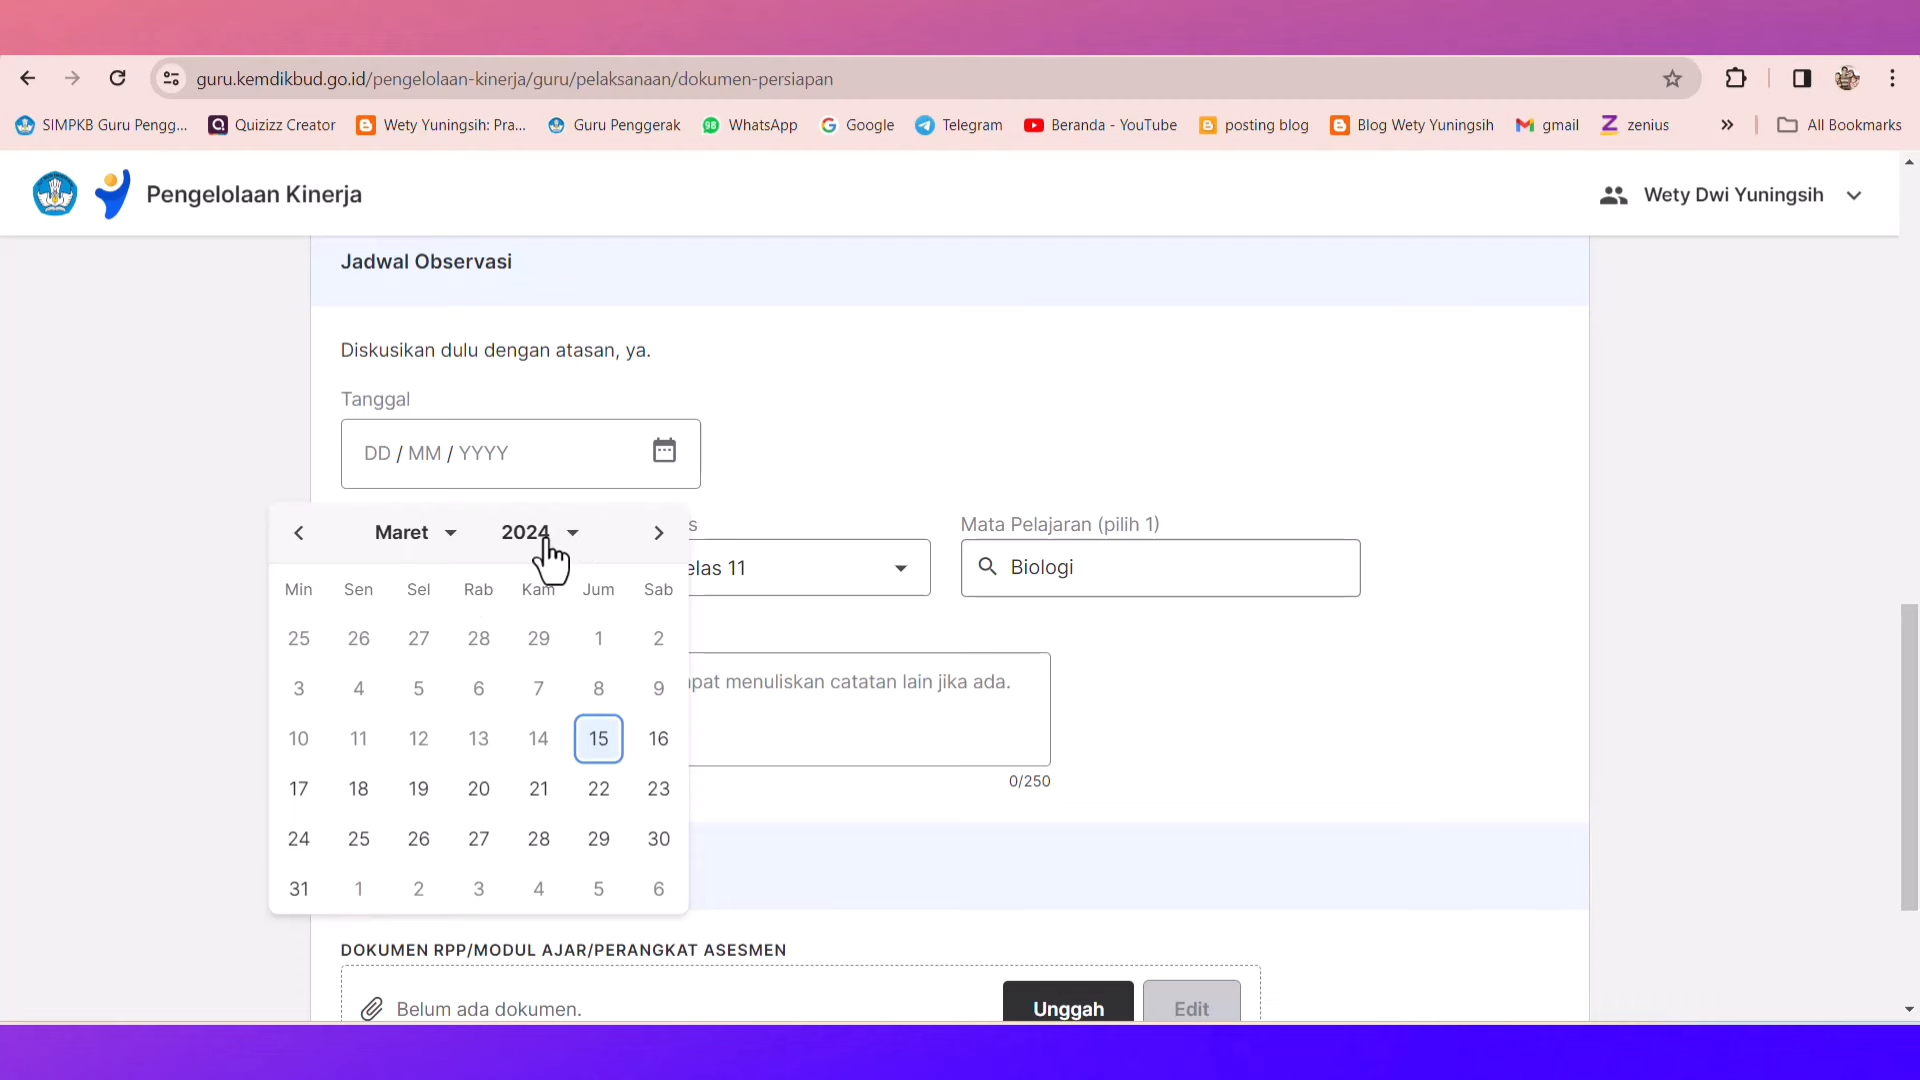 guru.kemdikbud.go.id/pengelolaan-kinerja/guru/pelaksanaan/dokumen-persiapan
SIMPKB Guru Pengg... Quizizz Creator Wety Yuningsih: Pra... Guru Penggerak 98 WhatsApp Google Telegram Beranda - YouTube posting blog Blog Wety Yuningsih gmail zenius » All Bookmarks
Pengelolaan Kinerja Wety Dwi Yuningsih
Jadwal Observasi
Diskusikan dulu dengan atasan, ya.
Tanggal
DD / MM / YYYY
s Mata Pelajaran (pilih 1)
Maret 2024
elas 11 Biologi
Min Sen Sel Rab Kam Jum Sab
25 26 27 28 29 1 2
pat menuliskan catatan lain jika ada.
3 4 5 6 7 8 9
10 11 12 13 14 15 16
0/250
17 18 19 20 21 22 23
24 25 26 27 28 29 30
31 1 2 3 4 5 6
DOKUMEN RPP/MODUL AJAR/PERANGKAT ASESMEN
Belum ada dokumen. Unggah Edit